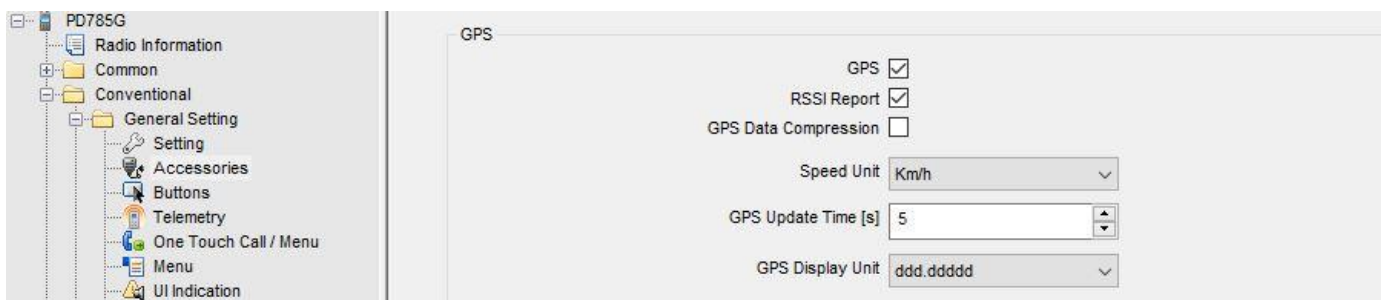 PD785G
Radio Information
Common
Conventional
General Setting
Setting
Accessories
Buttons
Telemetry
One Touch Call / Menu
Menu
UI Indication
GPS
GPS
RSSI Report
GPS Data Compression
Speed Unit Km/h
GPS Update Time [s] 5
GPS Display Unit ddd.ddddd